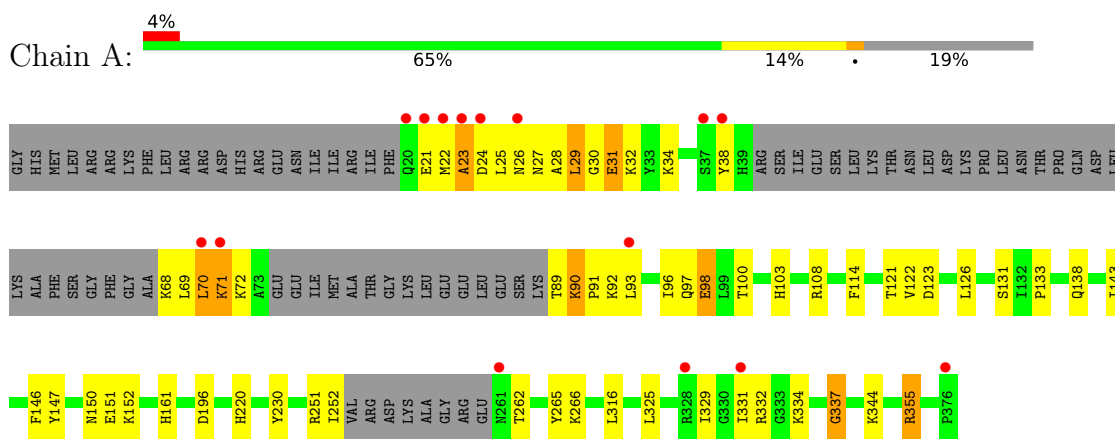 4%
Chain A:
65% 14% • 19%
GLY HIS MET LEU ARG ARG LYS PHE LEU ARG ARG ASP HIS ARG GLU ASN ILE ILE ARG ILE PHE Q20 E21 M22 A23 D24 L25 N26 N27 A28 L29 G30 E31 K32 Y33 K34 S37 Y38 H39 ARG SER ILE GLU SER LEU LYS THR ASN LEU ASP LYS PRO LEU ASN THR PRO GLN ASP LEU
LYS ALA PHE SER GLY PHE GLY ALA K68 L69 L70 K71 K72 A73 GLU GLU ILE MET ALA THR GLY LYS LEU GLU GLU LEU GLU SER LYS T89 K90 P91 K92 L93 I96 Q97 E98 L99 T100 H103 R108 F114 T121 V122 D123 L126 S131 I132 P133 Q138 I143
F146 Y147 N150 E151 K152 H161 D196 H220 Y230 R251 I252 VAL ARG ASP LYS ALA GLY ARG GLU N261 T262 Y265 K266 L316 L325 R328 I329 G330 I331 R332 G333 K334 G337 K344 R355 P376